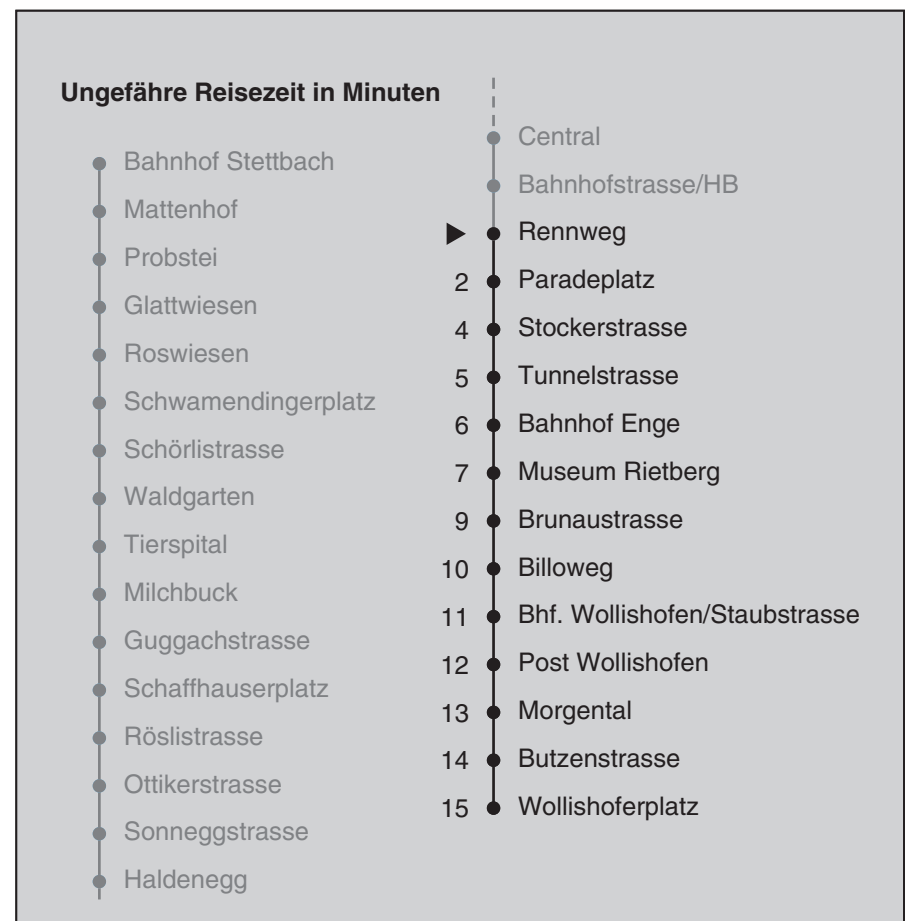 Ungefähre Reisezeit in Minuten
Bahnhof Stettbach
Mattenhof
Probstei
Glattwiesen
Roswiesen
Schwamendingerplatz
Schörlistrasse
Waldgarten
Tierspital
Milchbuck
Guggachstrasse
Schaffhauserplatz
Röslistrasse
Ottikerstrasse
Sonneggstrasse
Haldenegg
Central
Bahnhofstrasse/HB
Rennweg
2 Paradeplatz
4 Stockerstrasse
5 Tunnelstrasse
6 Bahnhof Enge
7 Museum Rietberg
9 Brunaustrasse
10 Billoweg
11 Bhf. Wollishofen/Staubstrasse
12 Post Wollishofen
13 Morgental
14 Butzenstrasse
15 Wollishoferplatz